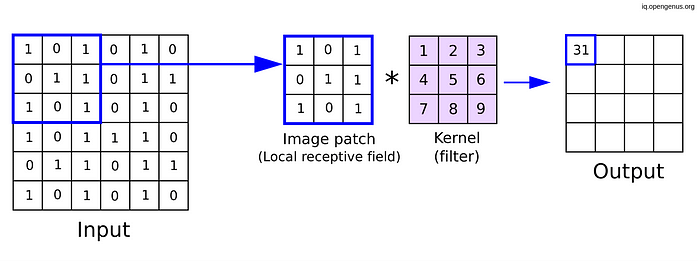 iq.opengenus.org
1 0 1 0 1 0
0 1 1 0 1 1
1 0 1 0 1 0
1 0 1 1 1 0
0 1 1 0 1 1
1 0 1 0 1 0
Input
1 0 1
0 1 1
1 0 1
Image patch
(Local receptive field)
*
1 2 3
4 5 6
7 8 9
Kernel
(filter)
31
Output